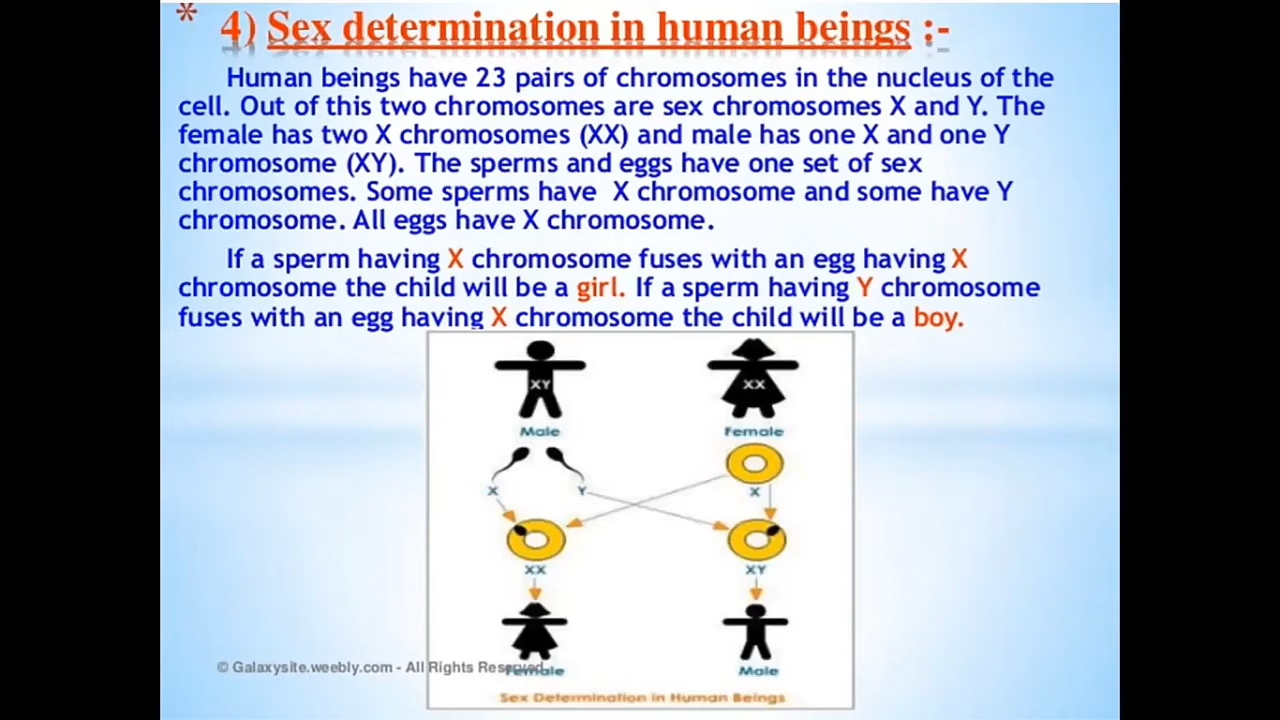 * 4) Sex determination in human beings :-
Human beings have 23 pairs of chromosomes in the nucleus of the
cell. Out of this two chromosomes are sex chromosomes X and Y. The
female has two X chromosomes (XX) and male has one X and one Y
chromosome (XY). The sperms and eggs have one set of sex
chromosomes. Some sperms have X chromosome and some have Y
chromosome. All eggs have X chromosome.
If a sperm having X chromosome fuses with an egg having X
chromosome the child will be a girl. If a sperm having Y chromosome
fuses with an egg having X chromosome the child will be a boy.
XY XX
Male Female
X Y X
XX XY
© Galaxysite.weebly.com - All Rights Reserved
Female Male
Sex Determination in Human Beings